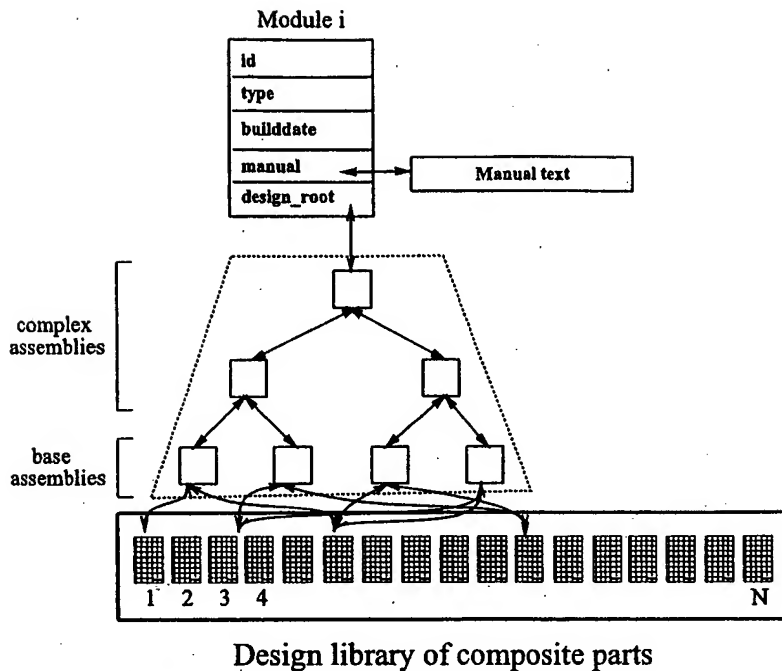 Module i
id
type
builddate
manual
Manual text
design_root
complex
assemblies
base
assemblies
1 2 3 4 N
Design library of composite parts